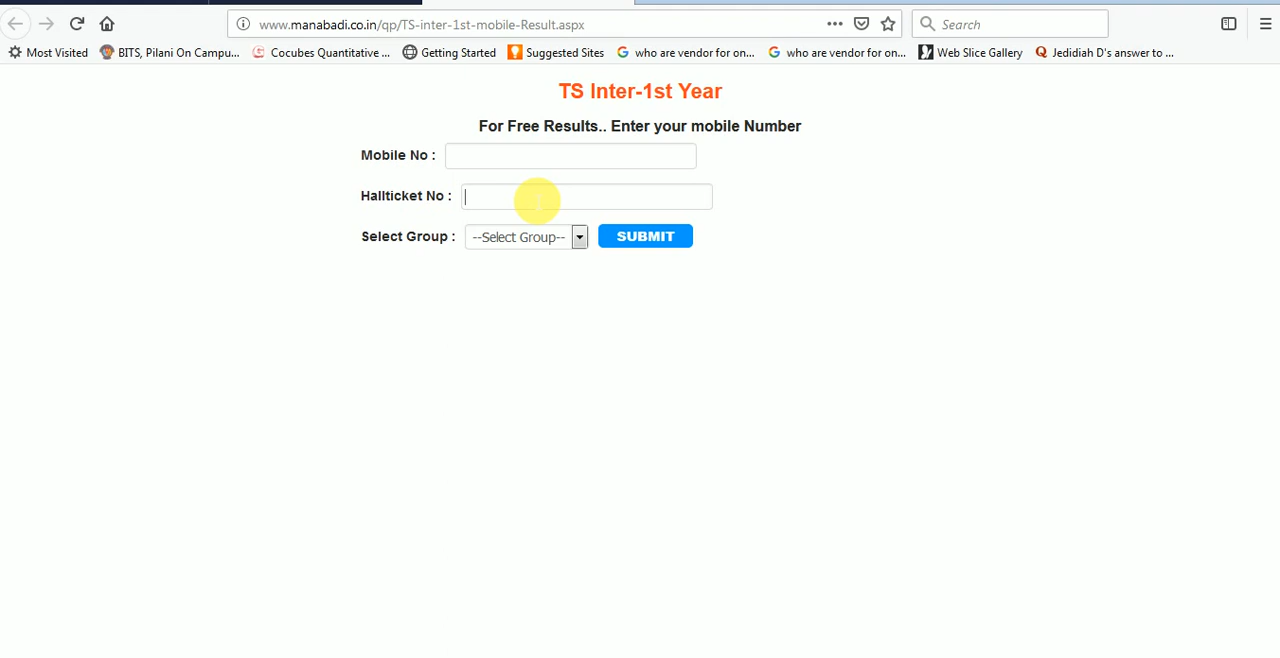 www.manabadi.co.in/qp/TS-inter-1st-mobile-Result.aspx
Search
Most Visited BITS, Pilani On Campu... Cocubes Quantitative ... Getting Started Suggested Sites who are vendor for on... who are vendor for on... Web Slice Gallery Jedidiah D's answer to ...
TS Inter-1st Year
For Free Results.. Enter your mobile Number
Mobile No :
Hallticket No :
Select Group : --Select Group-- SUBMIT